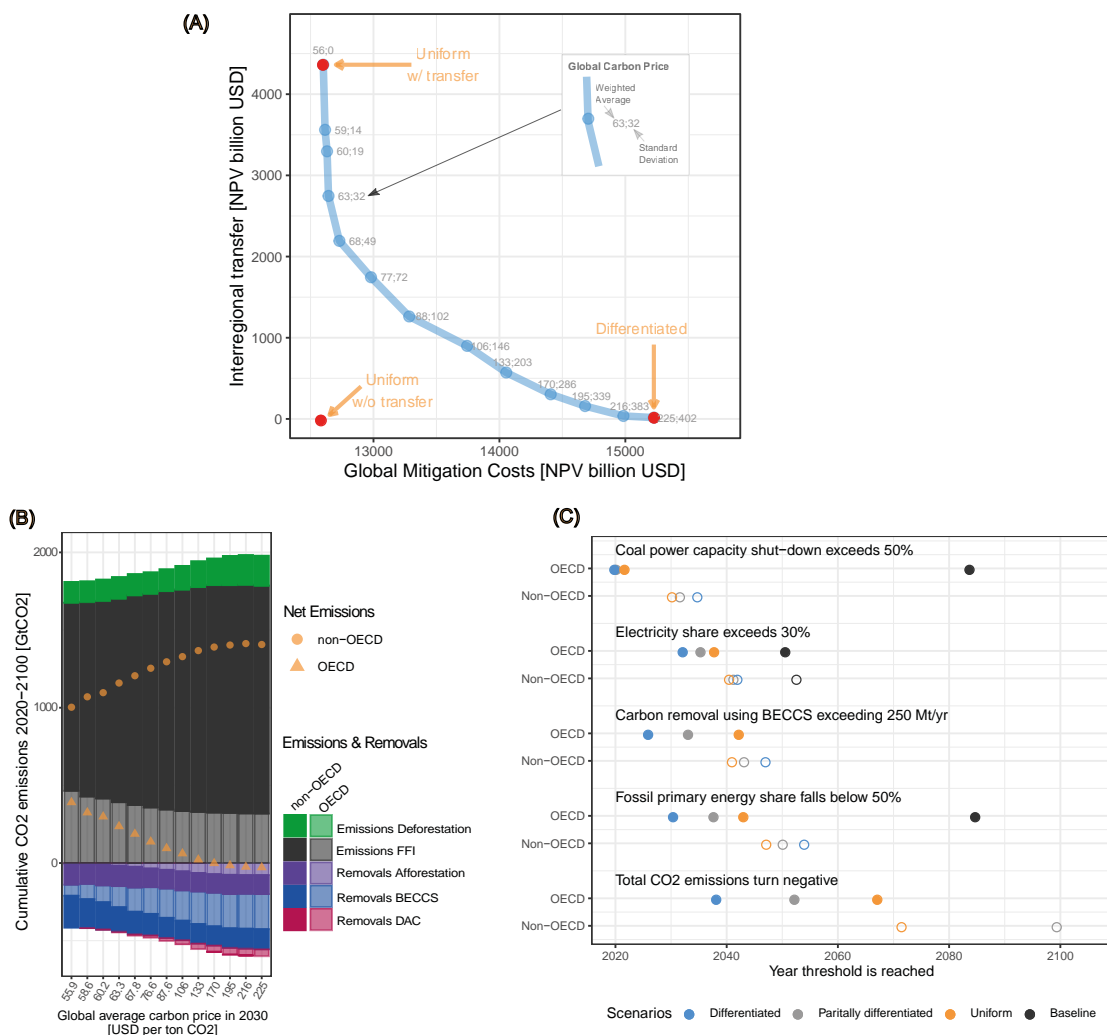 (A)
Interregional transfer [NPV billion USD]
4000
3000
2000
1000
0
56;0
Uniform
w/ transfer
59;14
60;19
63;32
68;49
77;72
88;102
106;146
133;203
170;286
195;339
216;383
225;402
Uniform
w/o transfer
Differentiated
Global Carbon Price
Weighted
Average
63;32
Standard
Deviation
13000
14000
15000
Global Mitigation Costs [NPV billion USD]
(B)
Cumulative CO2 emissions 2020−2100 [GtCO2]
2000
1000
0
55.9
58.6
60.2
63.3
67.8
76.6
87.6
106
133
170
195
216
225
Global average carbon price in 2030
[USD per ton CO2]
Net Emissions
non−OECD
OECD
Emissions & Removals
non−OECD
OECD
Emissions Deforestation
Emissions FFI
Removals Afforestation
Removals BECCS
Removals DAC
(C)
Coal power capacity shut−down exceeds 50%
OECD
Non−OECD
Electricity share exceeds 30%
OECD
Non−OECD
Carbon removal using BECCS exceeding 250 Mt/yr
OECD
Non−OECD
Fossil primary energy share falls below 50%
OECD
Non−OECD
Total CO2 emissions turn negative
OECD
Non−OECD
2020
2040
2060
2080
2100
Year threshold is reached
Scenarios
Differentiated
Paritally differentiated
Uniform
Baseline